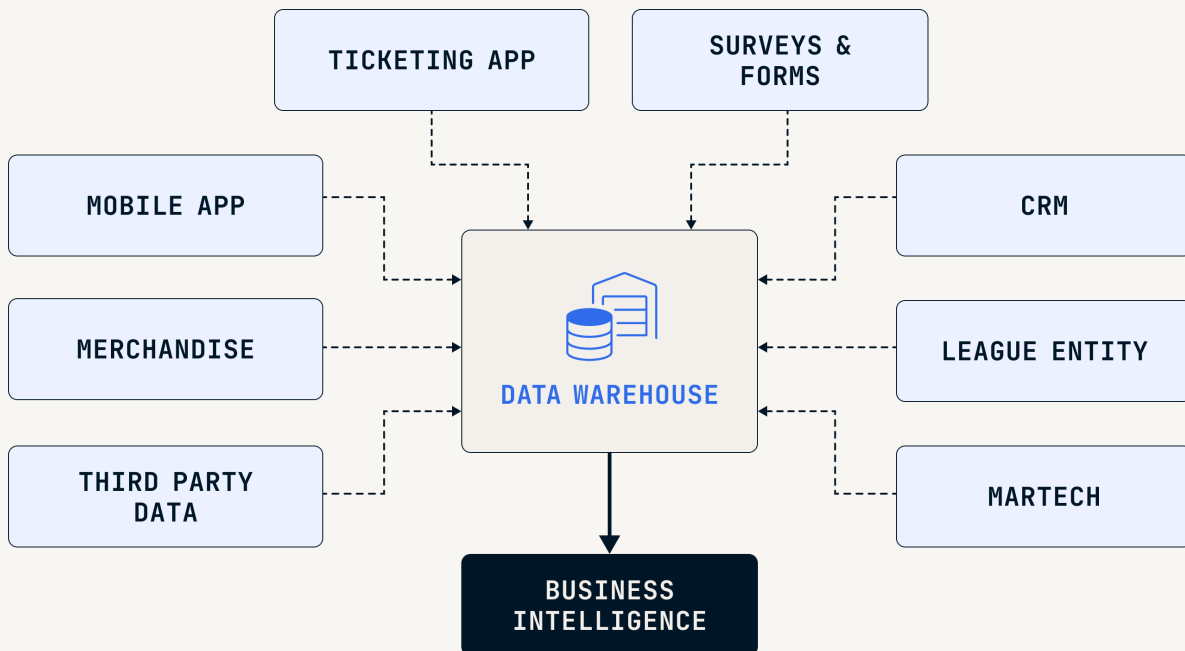 TICKETING APP
SURVEYS &
FORMS
MOBILE APP
CRM
MERCHANDISE
LEAGUE ENTITY
DATA WAREHOUSE
THIRD PARTY
DATA
MARTECH
BUSINESS
INTELLIGENCE